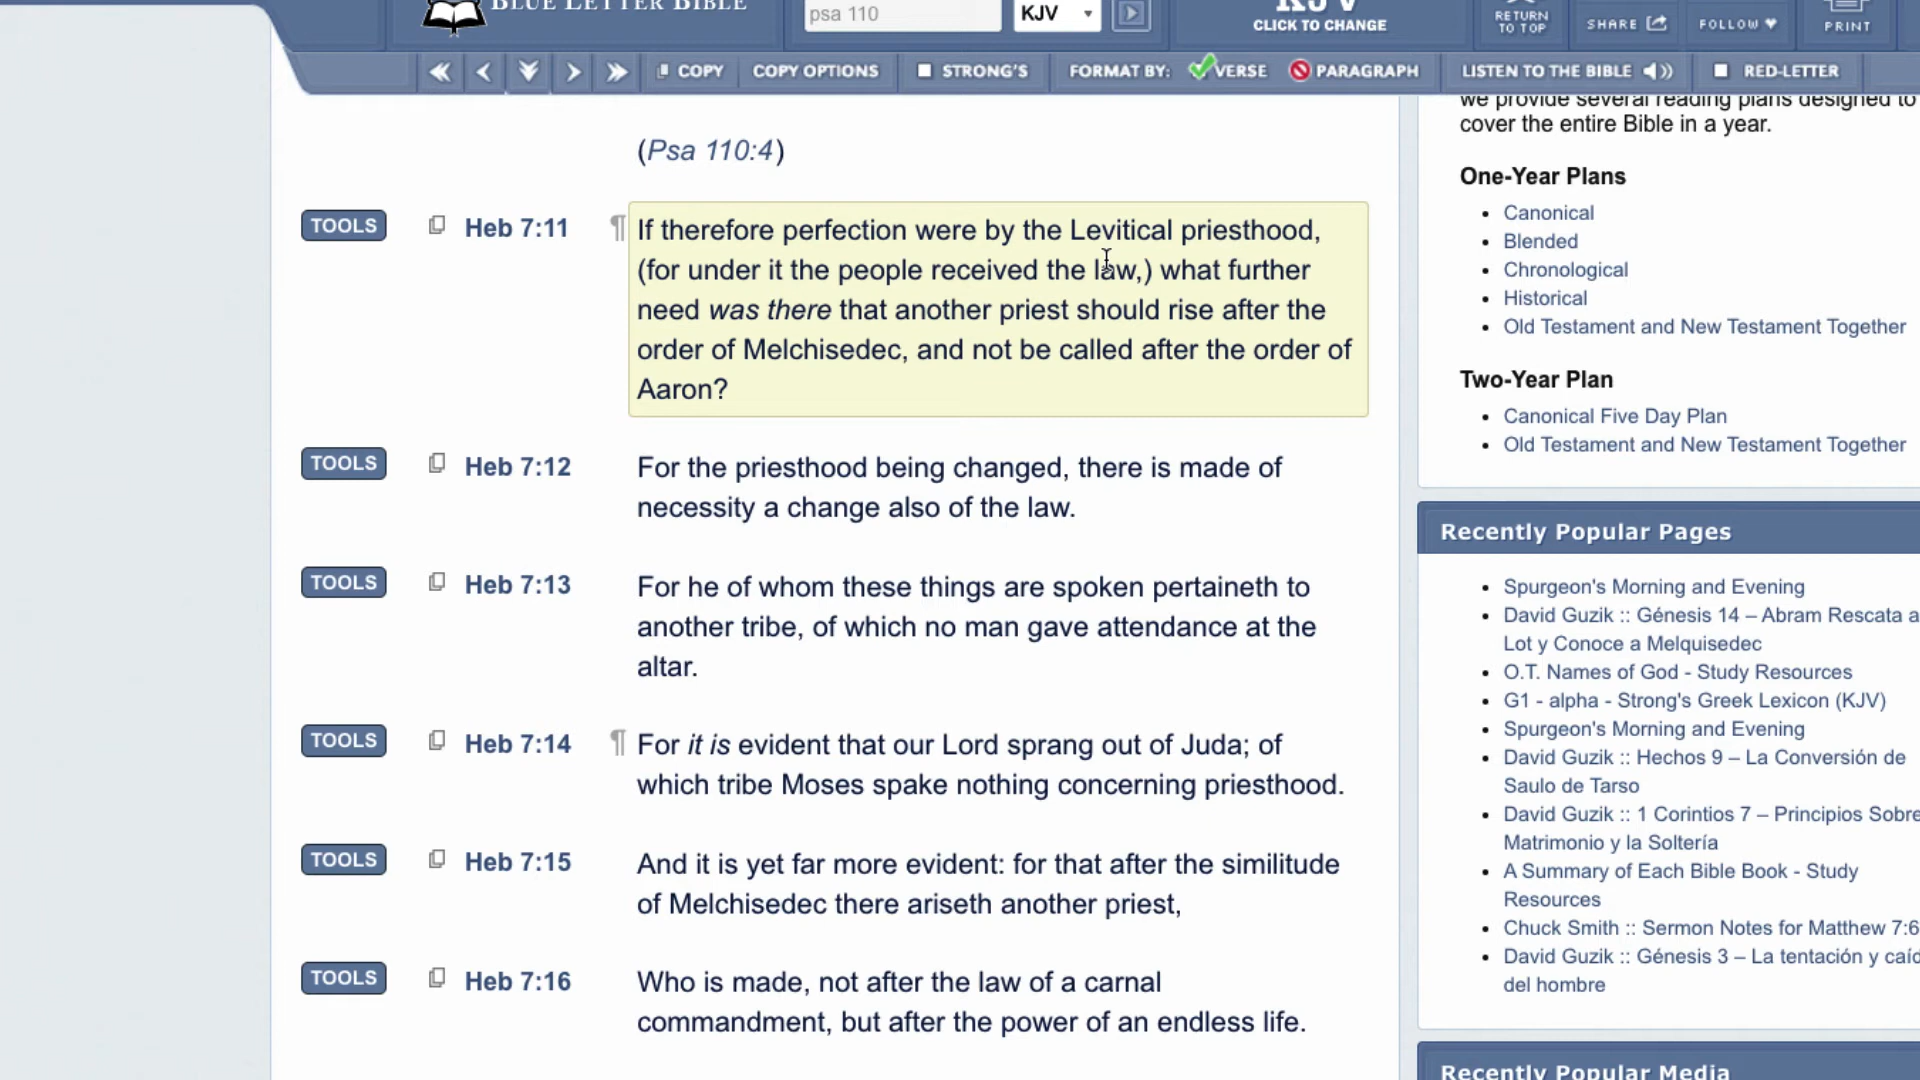 BLUE LETTER BIBLE
psa 110
KJV
CLICK TO CHANGE
RETURN
TO TOP
SHARE
FOLLOW
PRINT
COPY
COPY OPTIONS
STRONG'S
FORMAT BY:
VERSE
PARAGRAPH
LISTEN TO THE BIBLE
RED-LETTER
(Psa 110:4)
TOOLS
Heb 7:11
¶ If therefore perfection were by the Levitical priesthood,
(for under it the people received the law,) what further
need was there that another priest should rise after the
order of Melchisedec, and not be called after the order of
Aaron?
TOOLS
Heb 7:12
For the priesthood being changed, there is made of
necessity a change also of the law.
TOOLS
Heb 7:13
For he of whom these things are spoken pertaineth to
another tribe, of which no man gave attendance at the
altar.
TOOLS
Heb 7:14
¶ For it is evident that our Lord sprang out of Juda; of
which tribe Moses spake nothing concerning priesthood.
TOOLS
Heb 7:15
And it is yet far more evident: for that after the similitude
of Melchisedec there ariseth another priest,
TOOLS
Heb 7:16
Who is made, not after the law of a carnal
commandment, but after the power of an endless life.
we provide several reading plans designed to
cover the entire Bible in a year.
One-Year Plans
Canonical
Blended
Chronological
Historical
Old Testament and New Testament Together
Two-Year Plan
Canonical Five Day Plan
Old Testament and New Testament Together
Recently Popular Pages
Spurgeon's Morning and Evening
David Guzik :: Génesis 14 – Abram Rescata a
Lot y Conoce a Melquisedec
O.T. Names of God - Study Resources
G1 - alpha - Strong's Greek Lexicon (KJV)
Spurgeon's Morning and Evening
David Guzik :: Hechos 9 – La Conversión de
Saulo de Tarso
David Guzik :: 1 Corintios 7 – Principios Sobre
Matrimonio y la Soltería
A Summary of Each Bible Book - Study
Resources
Chuck Smith :: Sermon Notes for Matthew 7:6
David Guzik :: Génesis 3 – La tentación y caíd
del hombre
Recently Popular Media